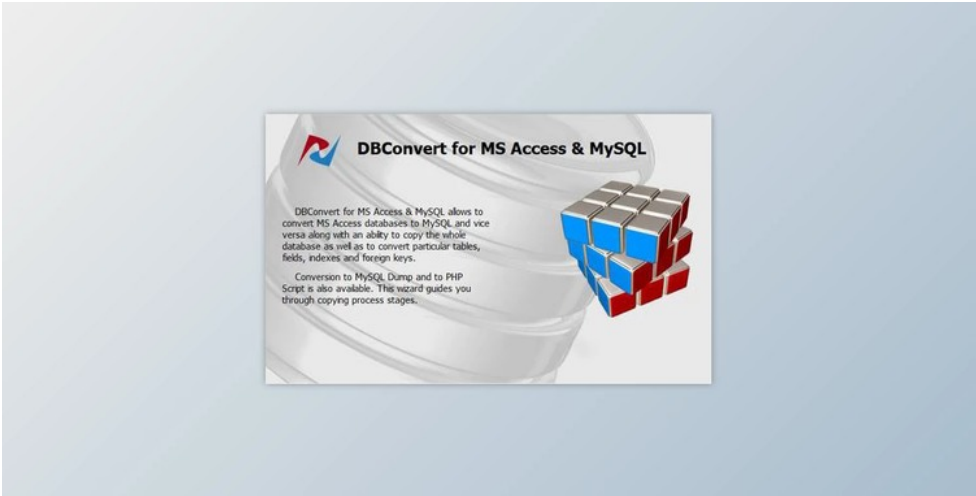 DBConvert for MS Access & MySQL
DBConvert for MS Access & MySQL allows to
convert MS Access databases to MySQL and vice
versa along with an ability to copy the whole
database as well as to convert particular tables,
fields, indexes and foreign keys.
Conversion to MySQL Dump and to PHP
Script is also available. This wizard guides you
through copying process stages.